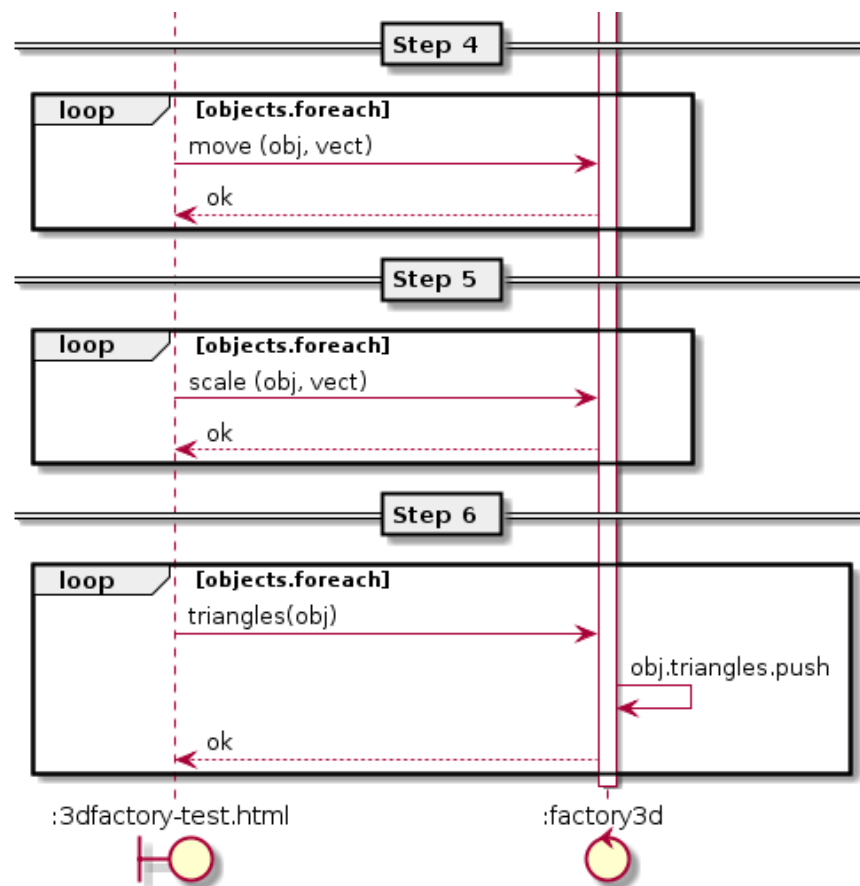 Step 4
loop [objects.foreach]
move (obj, vect)
ok
Step 5
loop [objects.foreach]
scale (obj, vect)
ok
Step 6
loop [objects.foreach]
triangles(obj)
obj.triangles.push
ok
:3dfactory-test.html :factory3d